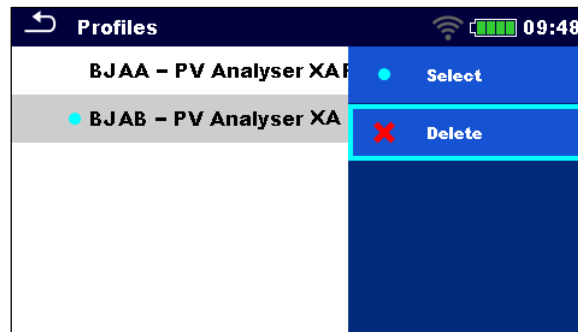 Profiles 09:48
BJAA – PV Analyser XA
BJAB – PV Analyser XA
Select
Delete